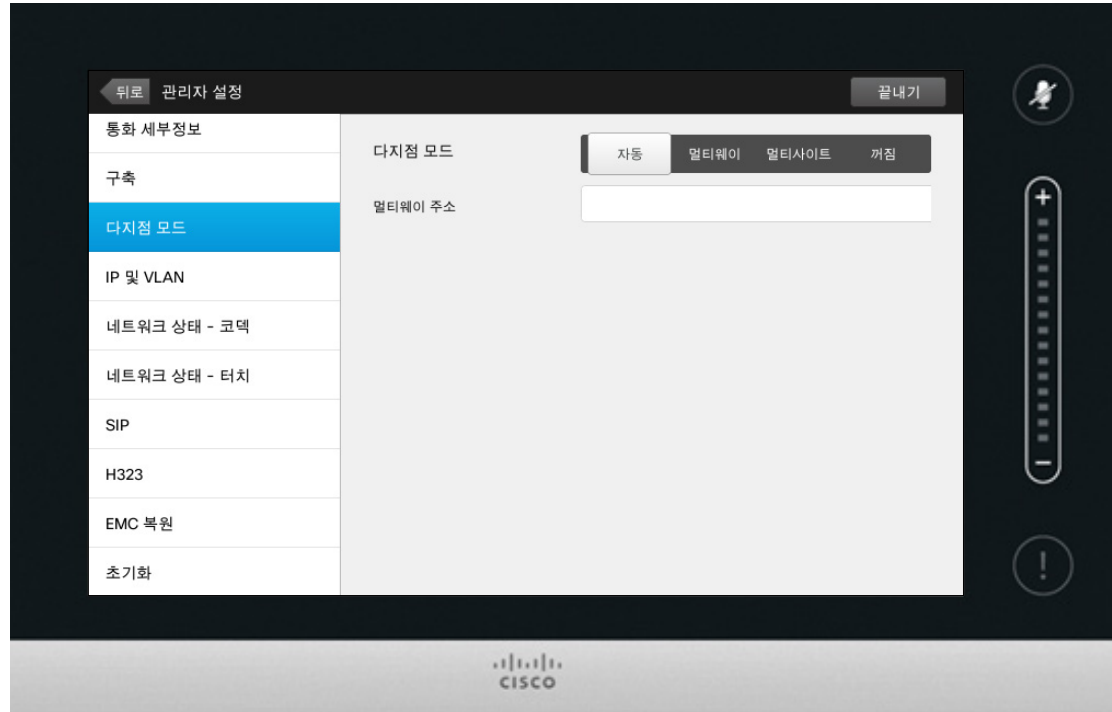 뒤로 관리자 설정 끝내기
통화 세부정보
구축
다지점 모드
IP 및 VLAN
네트워크 상태 - 코덱
네트워크 상태 - 터치
SIP
H323
EMC 복원
초기화
다지점 모드 자동 멀티웨이 멀티사이트 꺼짐
멀티웨이 주소
+
−
!
CISCO